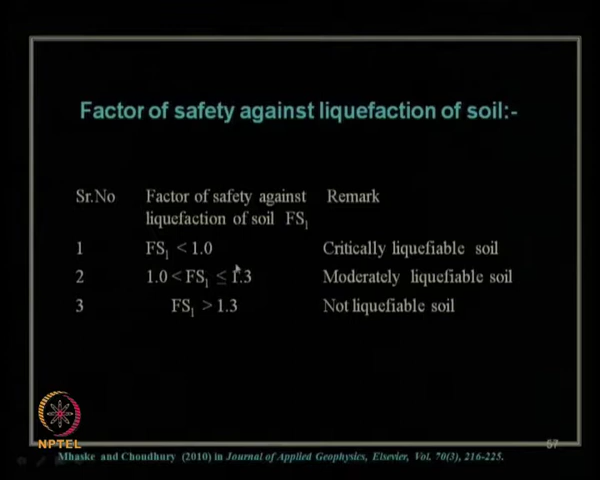 Factor of safety against liquefaction of soil:-
Sr.No Factor of safety against liquefaction of soil FSl Remark
1 FSl < 1.0 Critically liquefiable soil
2 1.0 < FSl ≤ 1.3 Moderately liquefiable soil
3 FSl > 1.3 Not liquefiable soil
NPTEL
57
Mhaske and Choudhury (2010) in Journal of Applied Geophysics, Elsevier, Vol. 70(3), 216-225.